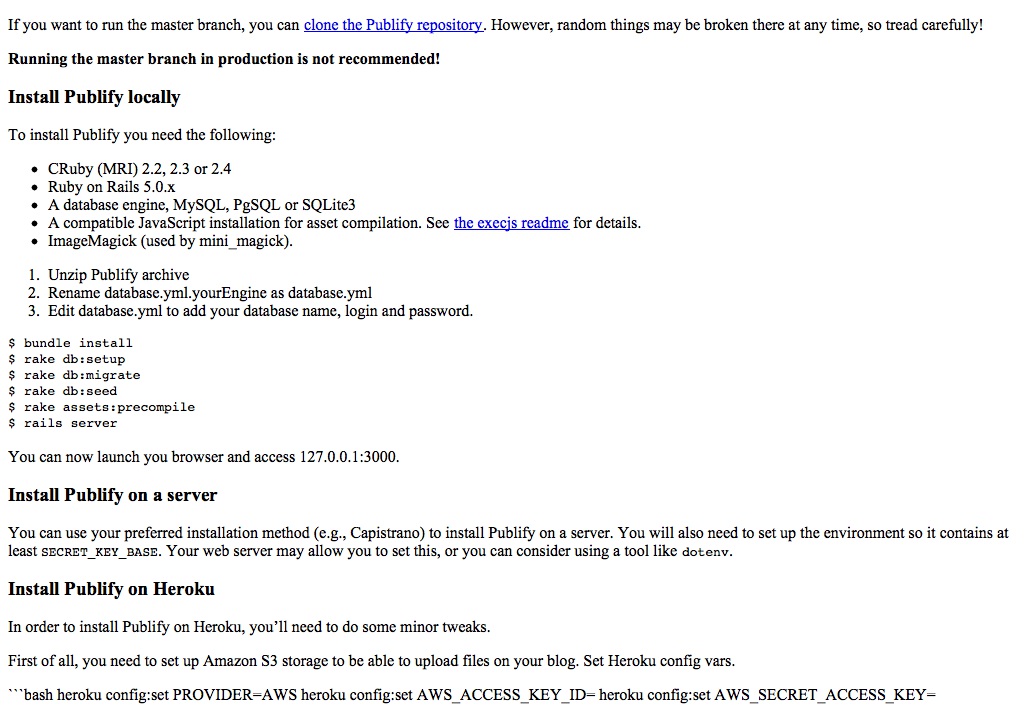 If you want to run the master branch, you can clone the Publify repository. However, random things may be broken there at any time, so tread carefully!
Running the master branch in production is not recommended!
Install Publify locally
To install Publify you need the following:
• CRuby (MRI) 2.2, 2.3 or 2.4
• Ruby on Rails 5.0.x
• A database engine, MySQL, PgSQL or SQLite3
• A compatible JavaScript installation for asset compilation. See the execjs readme for details.
• ImageMagick (used by mini_magick).
1. Unzip Publify archive
2. Rename database.yml.yourEngine as database.yml
3. Edit database.yml to add your database name, login and password.
$ bundle install
$ rake db:setup
$ rake db:migrate
$ rake db:seed
$ rake assets:precompile
$ rails server
You can now launch you browser and access 127.0.0.1:3000.
Install Publify on a server
You can use your preferred installation method (e.g., Capistrano) to install Publify on a server. You will also need to set up the environment so it contains at
least SECRET_KEY_BASE. Your web server may allow you to set this, or you can consider using a tool like dotenv.
Install Publify on Heroku
In order to install Publify on Heroku, you’ll need to do some minor tweaks.
First of all, you need to set up Amazon S3 storage to be able to upload files on your blog. Set Heroku config vars.
```bash heroku config:set PROVIDER=AWS heroku config:set AWS_ACCESS_KEY_ID= heroku config:set AWS_SECRET_ACCESS_KEY=